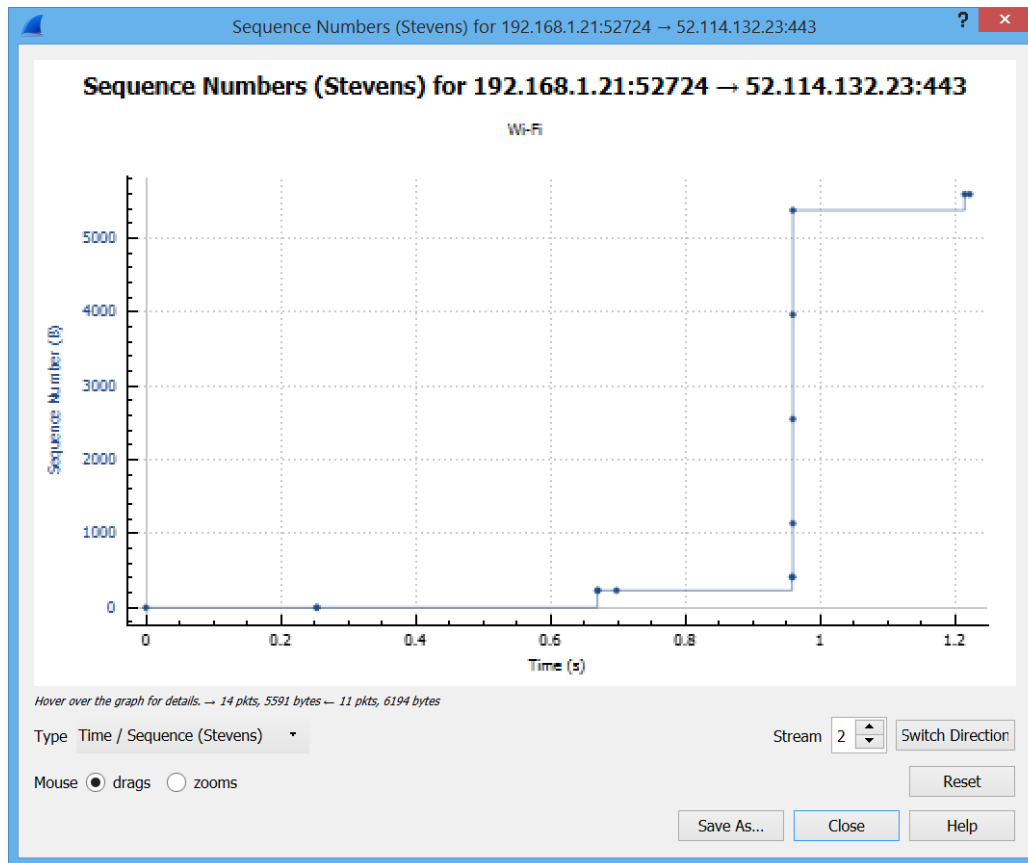 Sequence Numbers (Stevens) for 192.168.1.21:52724 → 52.114.132.23:443
?
×
Sequence Numbers (Stevens) for 192.168.1.21:52724 → 52.114.132.23:443
Wi-Fi
Sequence Number (B)
5000
4000
3000
2000
1000
0
0 0.2 0.4 0.6 0.8 1 1.2
Time (s)
Hover over the graph for details. → 14 pkts, 5591 bytes ← 11 pkts, 6194 bytes
Type Time / Sequence (Stevens) Stream 2 Switch Direction
Mouse drags zooms Reset
Save As... Close Help